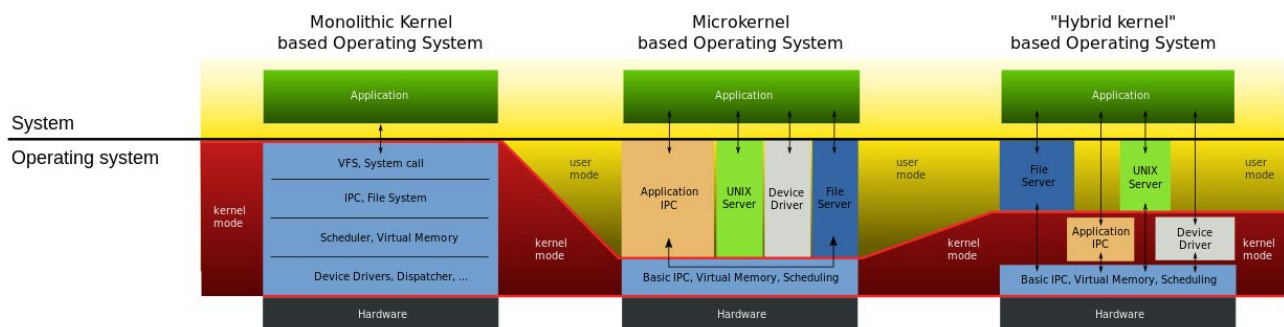 Monolithic Kernel
based Operating System
Microkernel
based Operating System
"Hybrid kernel"
based Operating System
Application
Application
Application
System
Operating system
VFS, System call
IPC, File System
Scheduler, Virtual Memory
Device Drivers, Dispatcher, ...
Hardware
kernel
mode
user
mode
kernel
mode
Application
IPC
UNIX
Server
Device
Driver
File
Server
Basic IPC, Virtual Memory, Scheduling
Hardware
user
mode
kernel
mode
File
Server
UNIX
Server
user
mode
Application
IPC
Device
Driver
kernel
mode
Basic IPC, Virtual Memory, Scheduling
Hardware